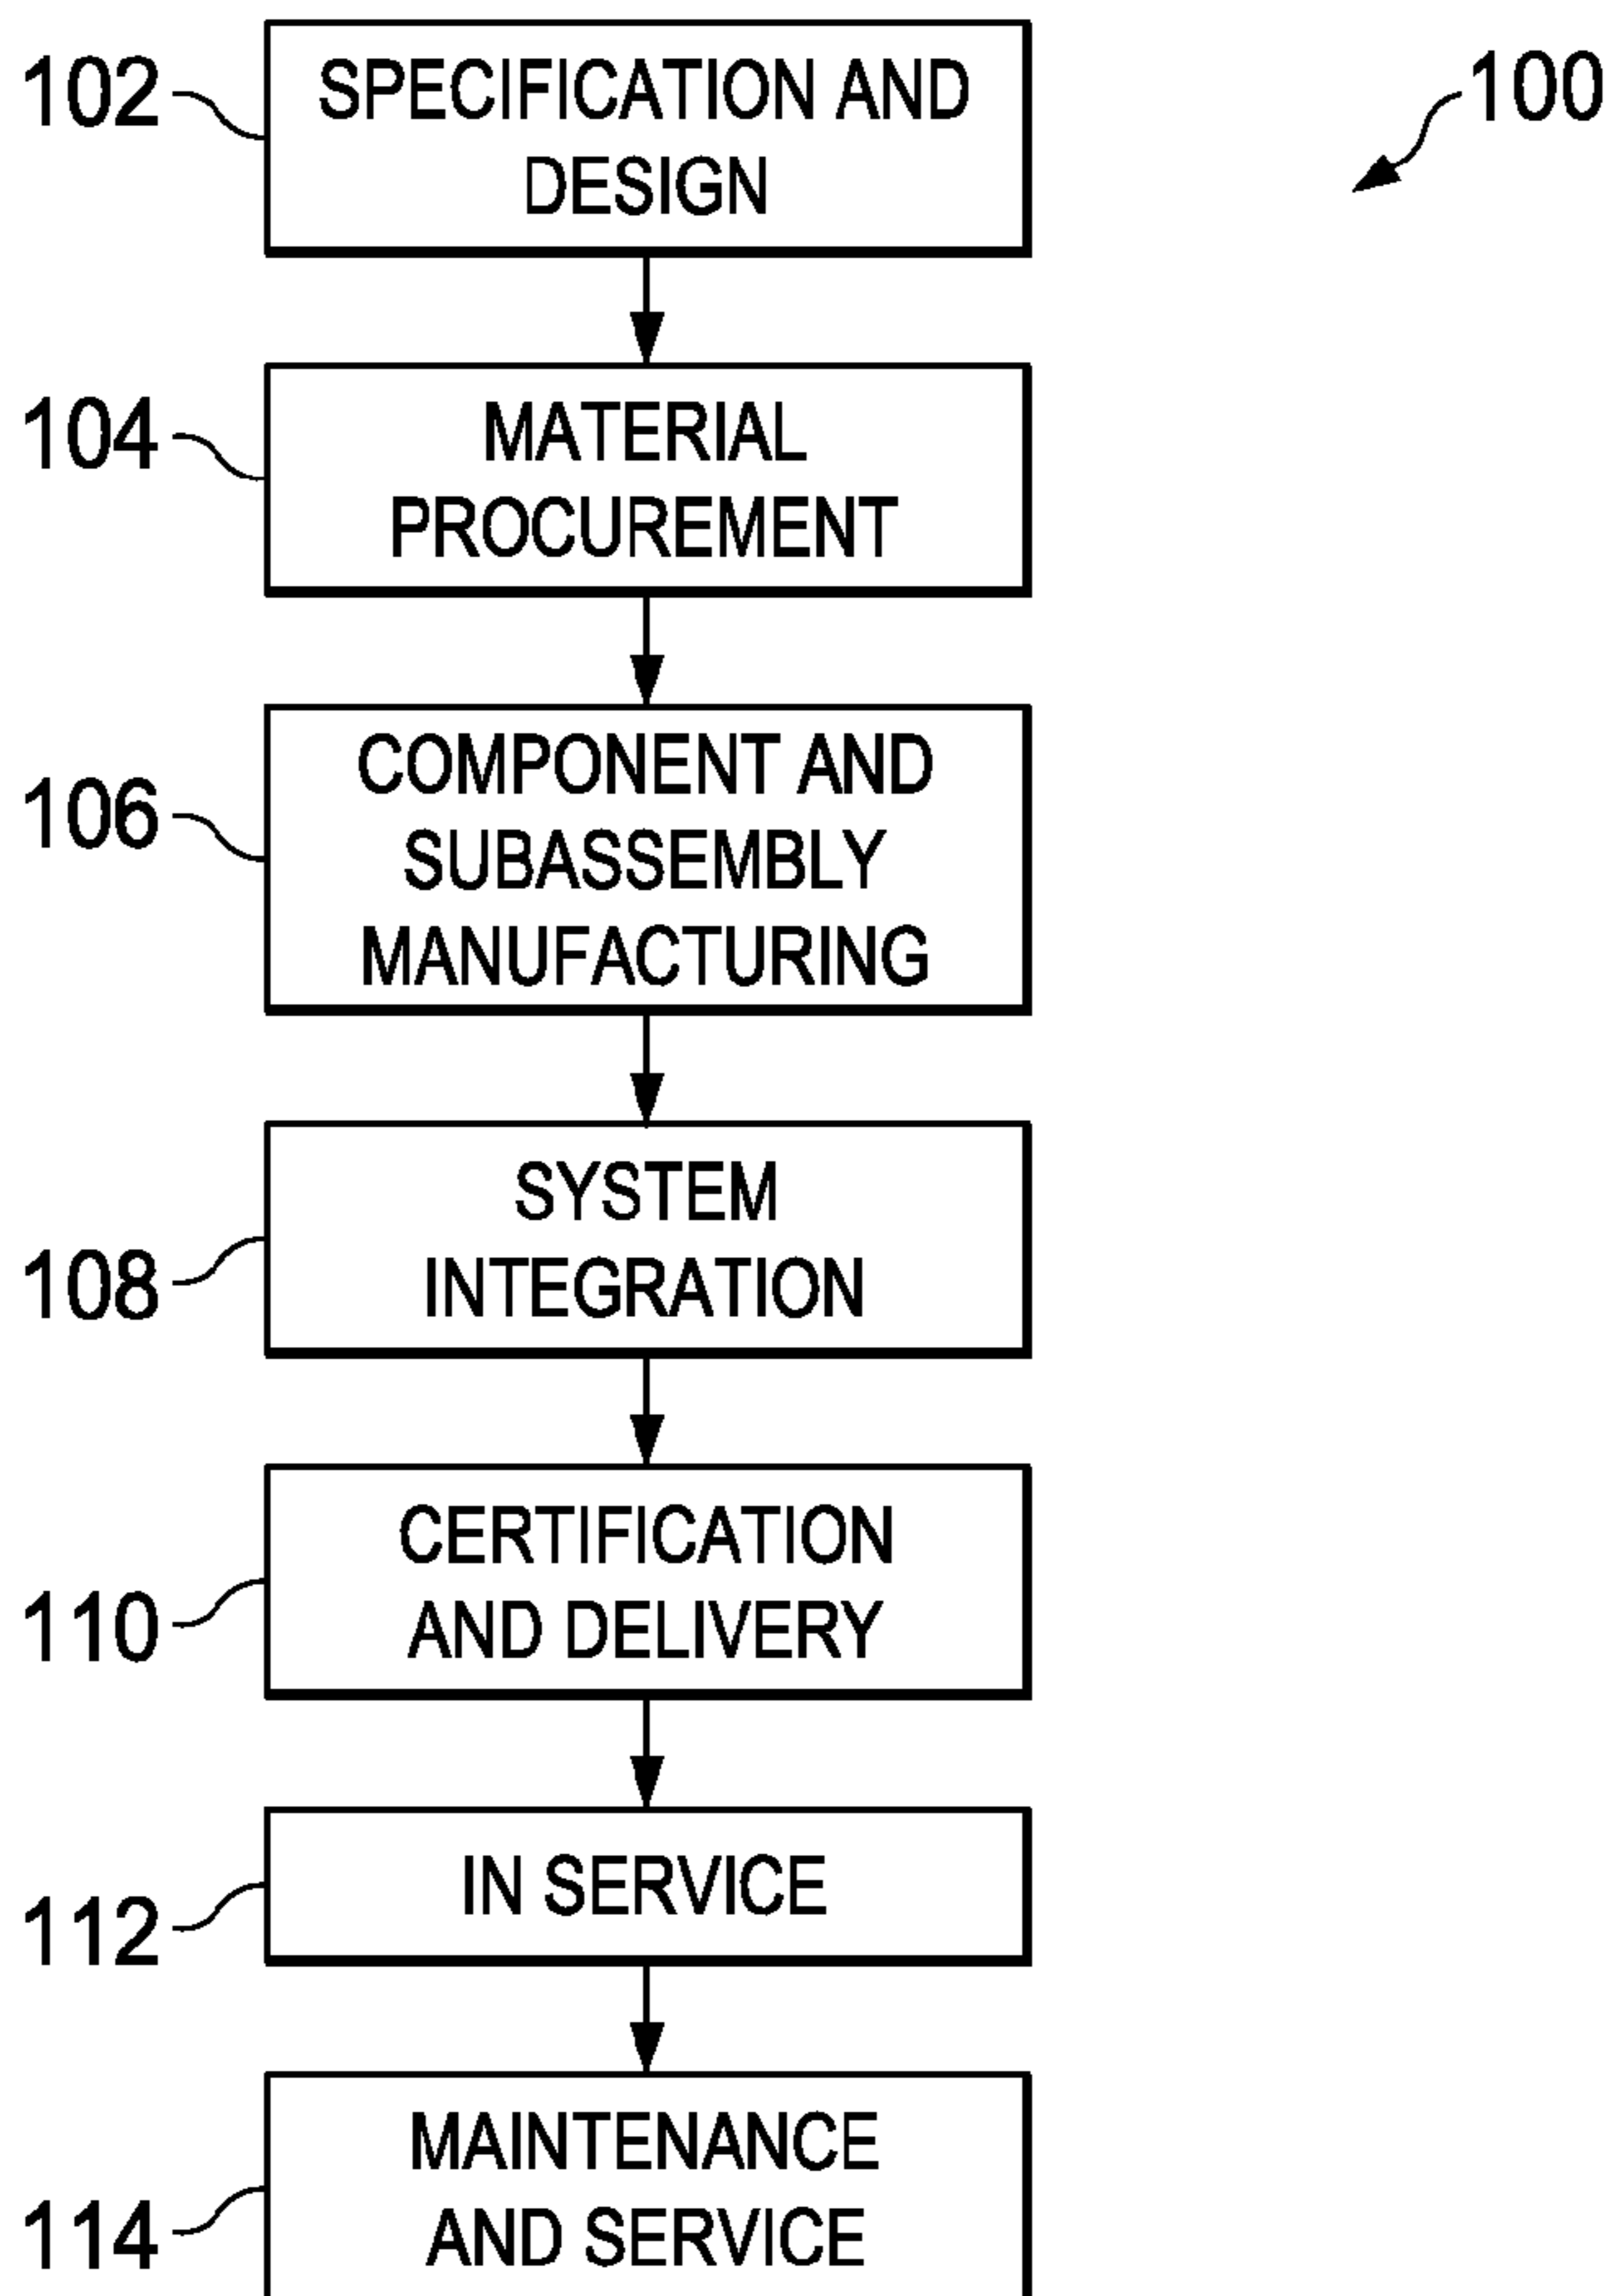 102
SPECIFICATION AND
DESIGN
100
104
MATERIAL
PROCUREMENT
106
COMPONENT AND
SUBASSEMBLY
MANUFACTURING
108
SYSTEM
INTEGRATION
110
CERTIFICATION
AND DELIVERY
112
IN SERVICE
114
MAINTENANCE
AND SERVICE